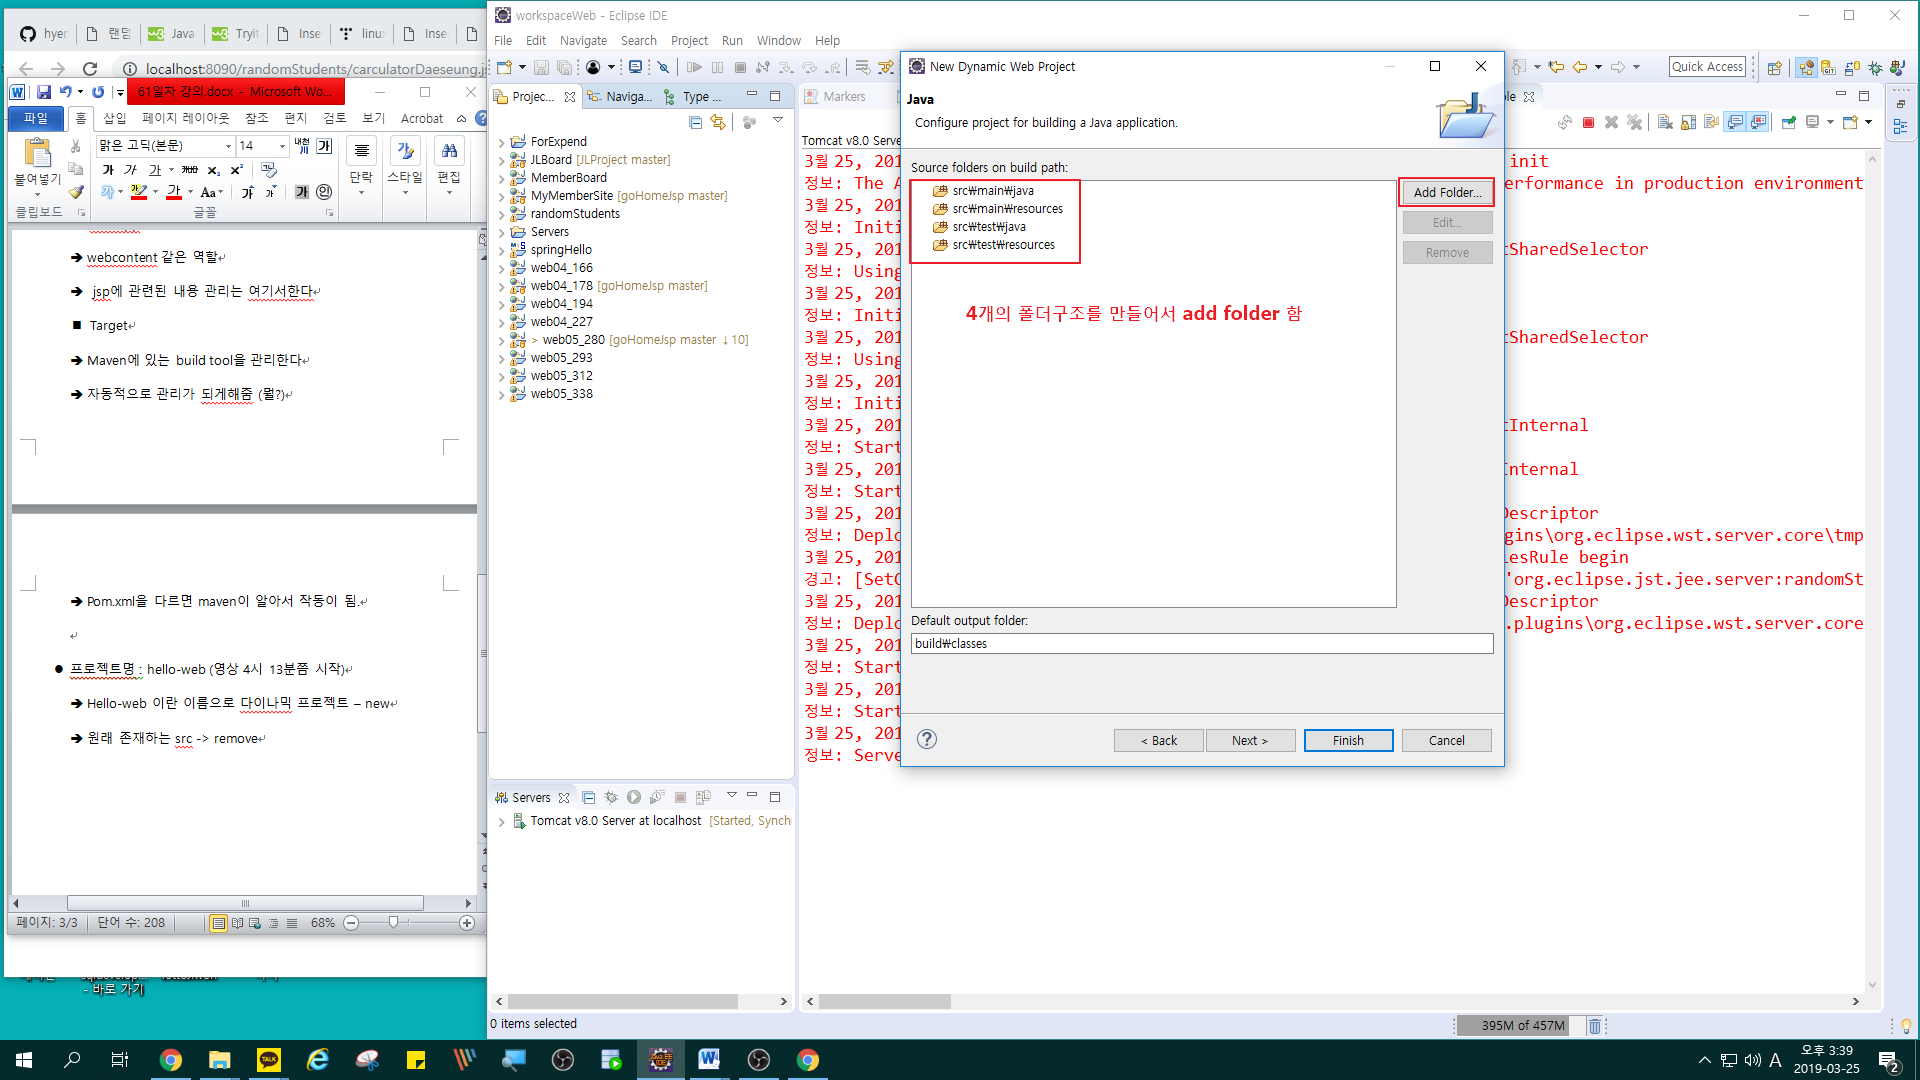 hyer
랜덤
Java
Tryit
Inse
linux
Inse
localhost:8090/randomStudents/carculatorDaeseung.js
61일차 강의.docx - Microsoft Wo...
파일 홈 삽입 페이지 레이아웃 참조 편지 검토 보기 Acrobat
붙여넣기
맑은 고딕(본문) 14
단락 스타일 편집
클립보드 글꼴
➔ webcontent 같은 역할
➔ jsp에 관련된 내용 관리는 여기서한다
■ Target
➔ Maven에 있는 build tool을 관리한다
➔ 자동적으로 관리가 되게해줌 (뭘?)
➔ Pom.xml을 다르면 maven이 알아서 작동이 됨.
● 프로젝트명 : hello-web (영상 4시 13분쯤 시작)
➔ Hello-web 이란 이름으로 다이나믹 프로젝트 – new
➔ 원래 존재하는 src -> remove
페이지: 3/3 단어 수: 208 68%
- 바로 가기
workspaceWeb - Eclipse IDE
File Edit Navigate Search Project Run Window Help
Quick Access
Projec... Naviga... Type ...
ForExpend
JLBoard [JLProject master]
MemberBoard
MyMemberSite [goHomeJsp master]
randomStudents
Servers
springHello
web04_166
web04_178 [goHomeJsp master]
web04_194
web04_227
> web05_280 [goHomeJsp master ↓10]
web05_293
web05_312
web05_338
Servers
Tomcat v8.0 Server at localhost [Started, Synch
0 items selected
395M of 457M
Markers
Tomcat v8.0 Serve
3월 25, 201 init
정보: The A erformance in production environment
3월 25, 201
정보: Initi
3월 25, 201 tSharedSelector
정보: Using
3월 25, 201
정보: Initi
3월 25, 201 tSharedSelector
정보: Using
3월 25, 201
정보: Initi
3월 25, 201 tInternal
정보: Start
3월 25, 201 Internal
정보: Start
3월 25, 201 Descriptor
정보: Deplo gins\org.eclipse.wst.server.core\tmp
3월 25, 201 iesRule begin
경고: [SetC 'org.eclipse.jst.jee.server:randomSt
3월 25, 201 Descriptor
정보: Deplo .plugins\org.eclipse.wst.server.core
3월 25, 201
정보: Start
3월 25, 201
정보: Start
3월 25, 201
정보: Serve
New Dynamic Web Project
Java
Configure project for building a Java application.
Source folders on build path:
src₩main₩java
src₩main₩resources
src₩test₩java
src₩test₩resources
Add Folder...
Edit...
Remove
4개의 폴더구조를 만들어서 add folder 함
Default output folder:
build₩classes
< Back Next > Finish Cancel
TALK
A
오후 3:39
2019-03-25
2